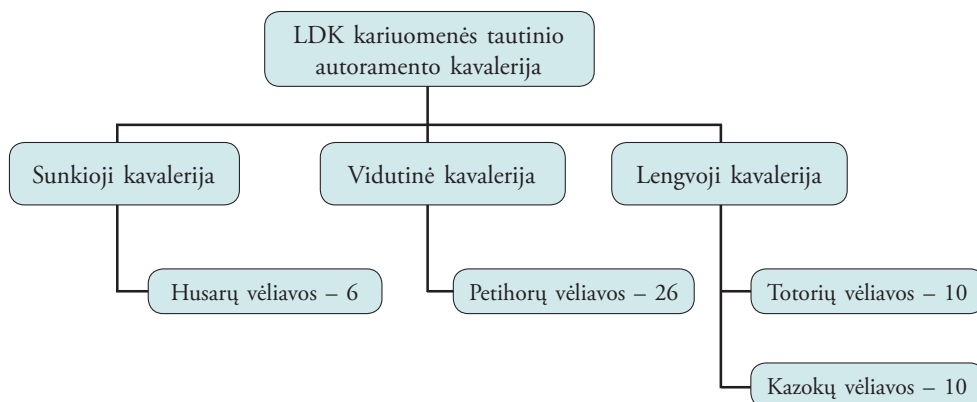 LDK kariuomenės tautinio
autoramento kavalerija
Sunkioji kavalerija
Vidutinė kavalerija
Lengvoji kavalerija
Husarų vėliavos – 6
Petihorų vėliavos – 26
Totorių vėliavos – 10
Kazokų vėliavos – 10